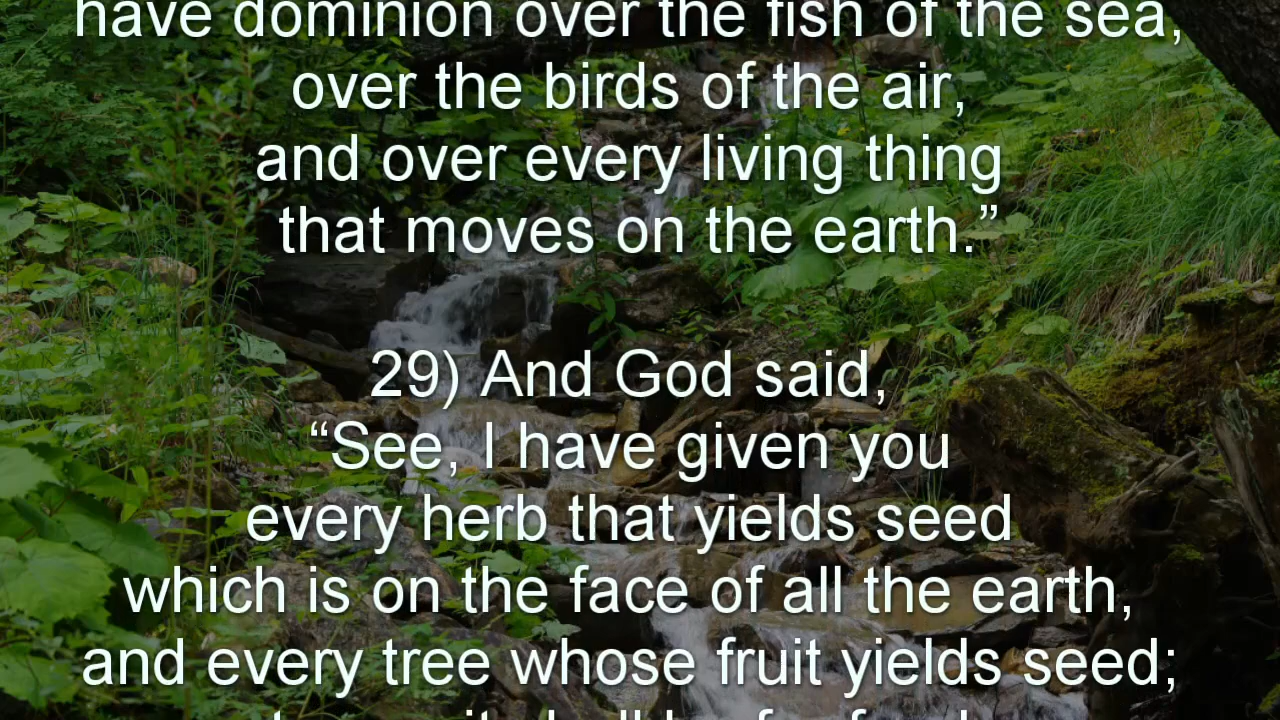 have dominion over the fish of the sea,
over the birds of the air,
and over every living thing
that moves on the earth.”
29) And God said,
“See, I have given you
every herb that yields seed
which is on the face of all the earth,
and every tree whose fruit yields seed;